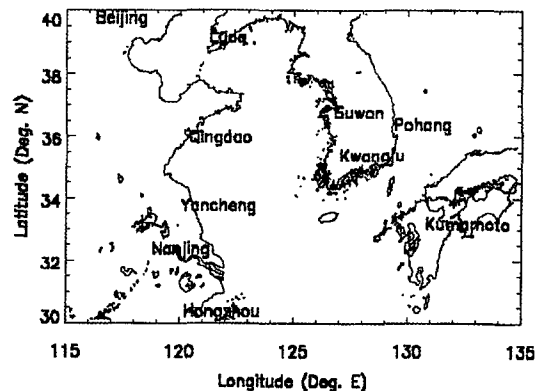 40
Beijing
Luda
38
Suwon
Pohang
36
Qingdao
Kwangju
34
Yancheng
Kumamoto
32
Nanjing
30
Hangzhou
115 120 125 130 135
Latitude (Deg. N)
Longitude (Deg. E)